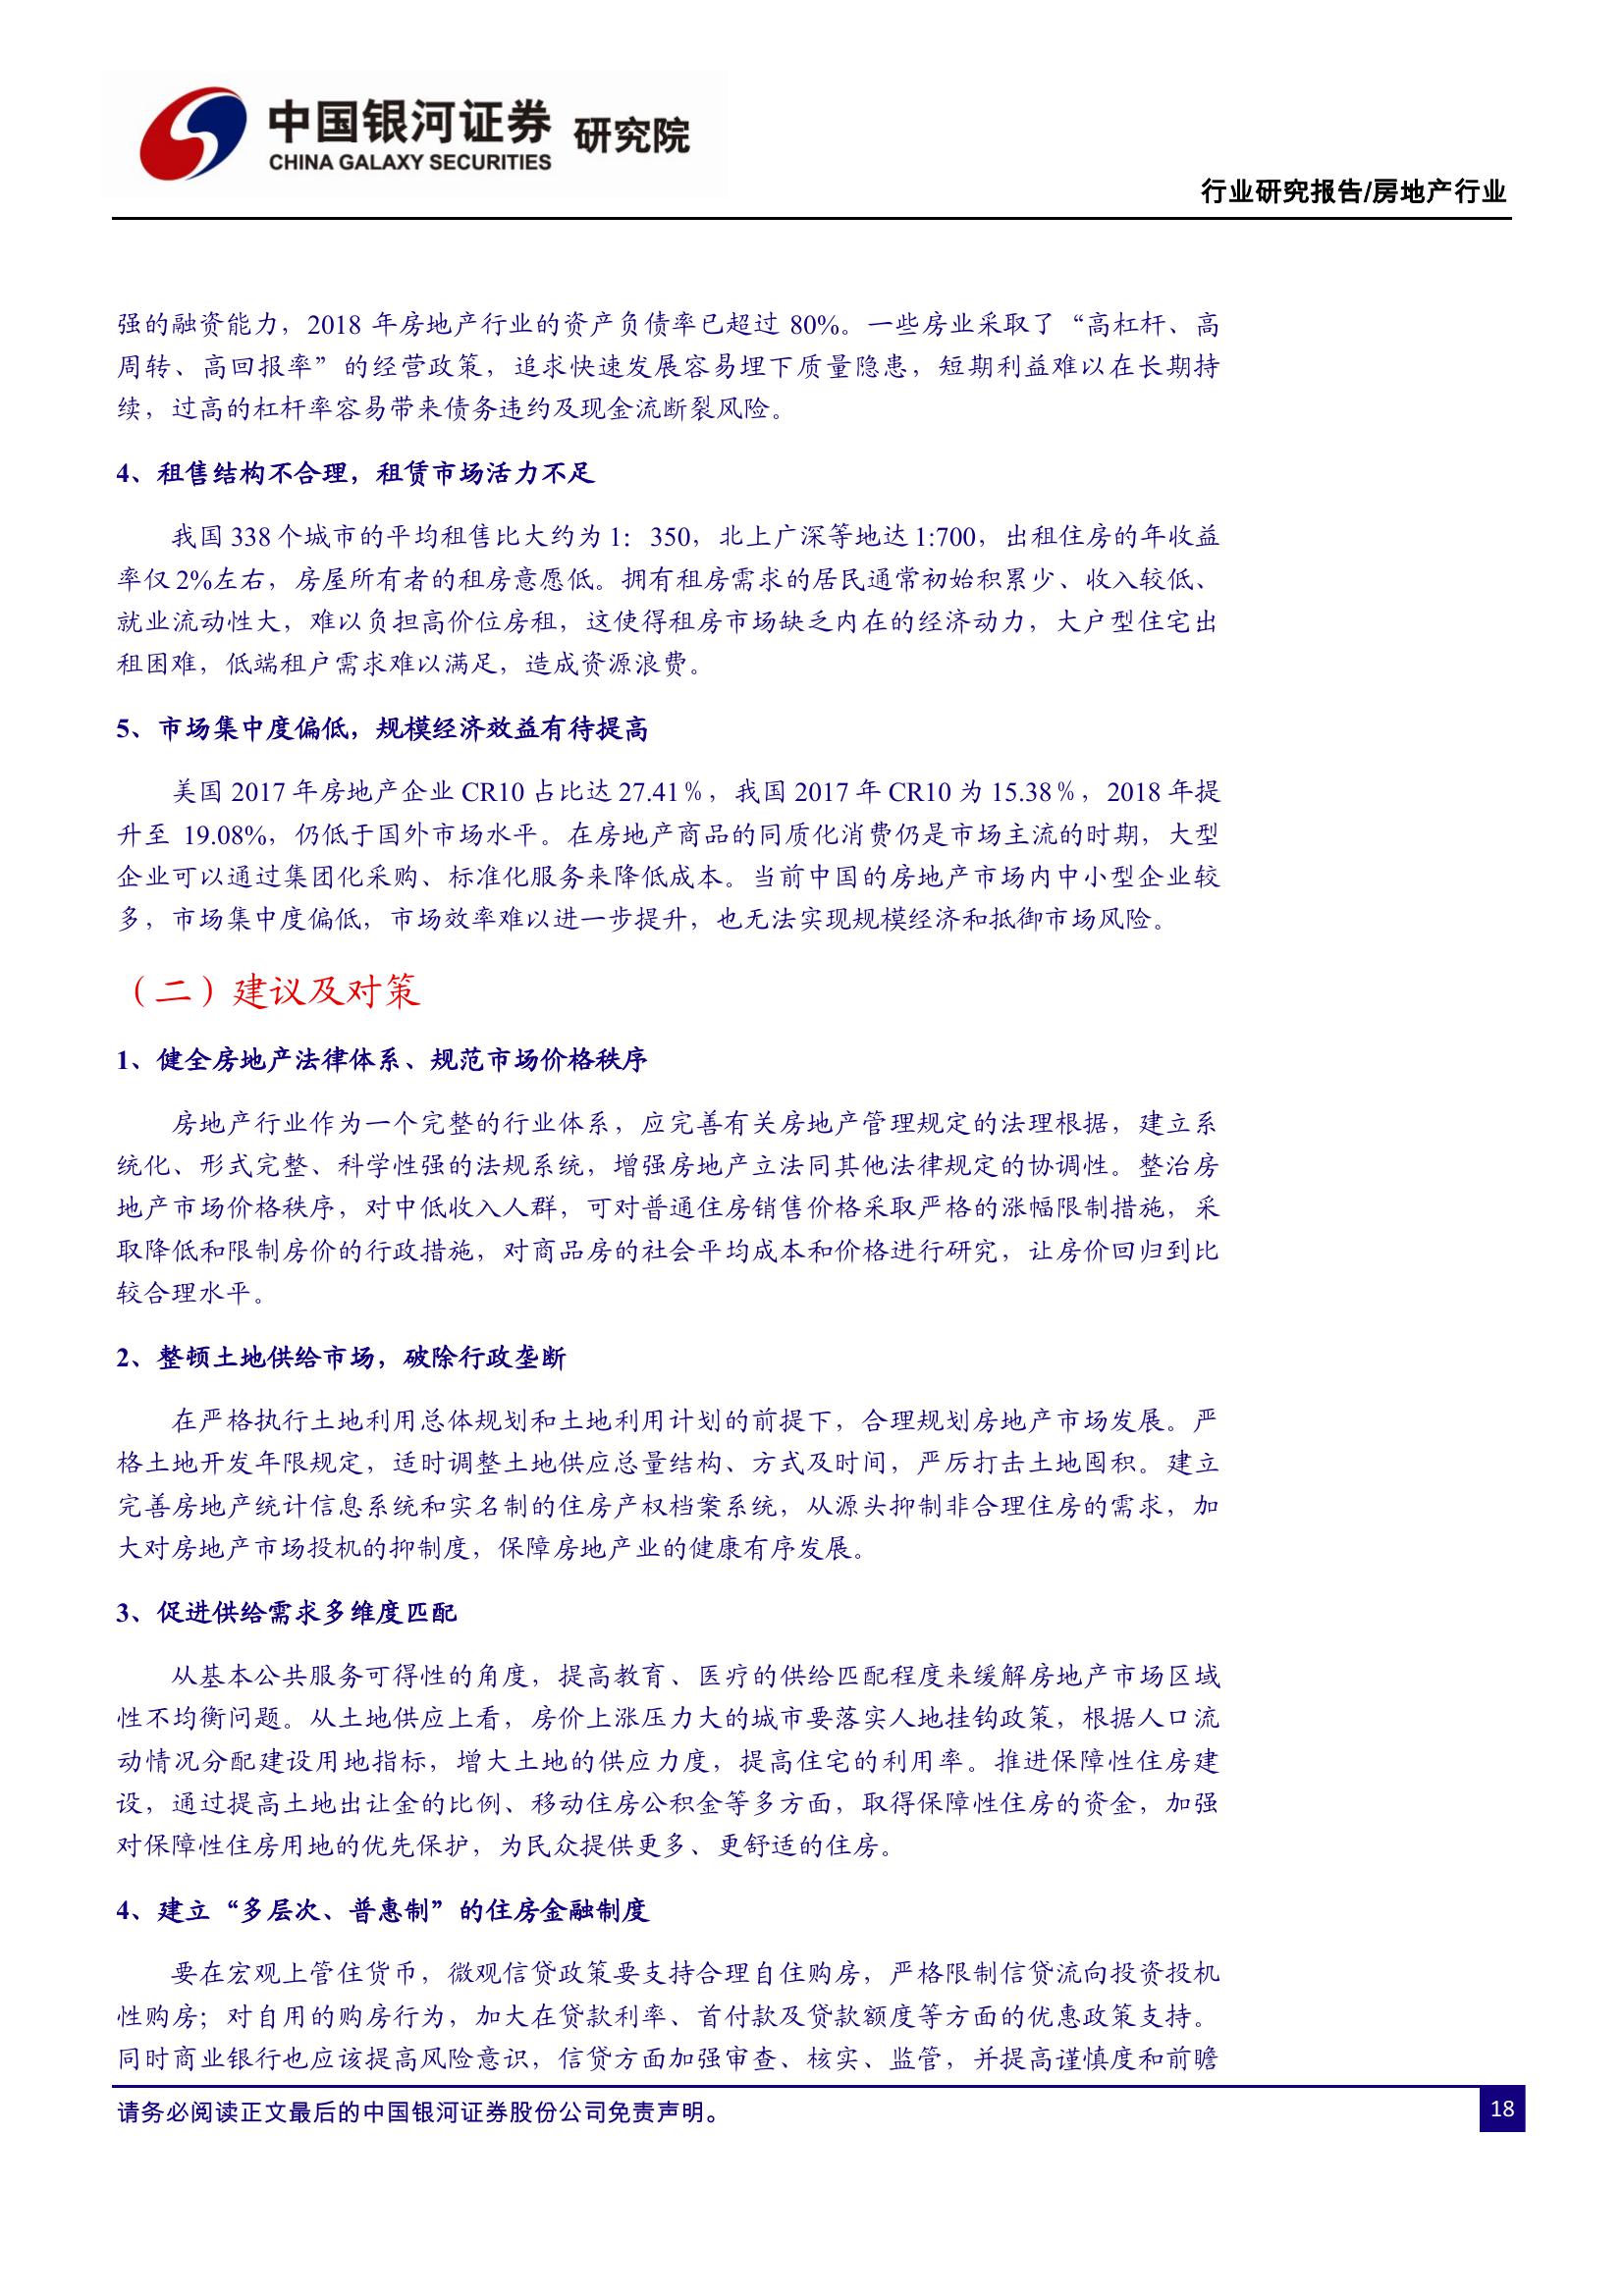 中国银河证券 研究院
CHINA GALAXY SECURITIES
行业研究报告/房地产行业
强的融资能力，2018 年房地产行业的资产负债率已超过 80%。一些房业采取了“高杠杆、高
周转、高回报率”的经营政策，追求快速发展容易埋下质量隐患，短期利益难以在长期持
续，过高的杠杆率容易带来债务违约及现金流断裂风险。
4、租售结构不合理，租赁市场活力不足
我国 338 个城市的平均租售比大约为 1：350，北上广深等地达 1:700，出租住房的年收益
率仅 2%左右，房屋所有者的租房意愿低。拥有租房需求的居民通常初始积累少、收入较低、
就业流动性大，难以负担高价位房租，这使得租房市场缺乏内在的经济动力，大户型住宅出
租困难，低端租户需求难以满足，造成资源浪费。
5、市场集中度偏低，规模经济效益有待提高
美国 2017 年房地产企业 CR10 占比达 27.41％，我国 2017 年 CR10 为 15.38％，2018 年提
升至 19.08%，仍低于国外市场水平。在房地产商品的同质化消费仍是市场主流的时期，大型
企业可以通过集团化采购、标准化服务来降低成本。当前中国的房地产市场内中小型企业较
多，市场集中度偏低，市场效率难以进一步提升，也无法实现规模经济和抵御市场风险。
（二）建议及对策
1、健全房地产法律体系、规范市场价格秩序
房地产行业作为一个完整的行业体系，应完善有关房地产管理规定的法理根据，建立系
统化、形式完整、科学性强的法规系统，增强房地产立法同其他法律规定的协调性。整治房
地产市场价格秩序，对中低收入人群，可对普通住房销售价格采取严格的涨幅限制措施，采
取降低和限制房价的行政措施，对商品房的社会平均成本和价格进行研究，让房价回归到比
较合理水平。
2、整顿土地供给市场，破除行政垄断
在严格执行土地利用总体规划和土地利用计划的前提下，合理规划房地产市场发展。严
格土地开发年限规定，适时调整土地供应总量结构、方式及时间，严厉打击土地囤积。建立
完善房地产统计信息系统和实名制的住房产权档案系统，从源头抑制非合理住房的需求，加
大对房地产市场投机的抑制度，保障房地产业的健康有序发展。
3、促进供给需求多维度匹配
从基本公共服务可得性的角度，提高教育、医疗的供给匹配程度来缓解房地产市场区域
性不均衡问题。从土地供应上看，房价上涨压力大的城市要落实人地挂钩政策，根据人口流
动情况分配建设用地指标，增大土地的供应力度，提高住宅的利用率。推进保障性住房建
设，通过提高土地出让金的比例、移动住房公积金等多方面，取得保障性住房的资金，加强
对保障性住房用地的优先保护，为民众提供更多、更舒适的住房。
4、建立“多层次、普惠制”的住房金融制度
要在宏观上管住货币，微观信贷政策要支持合理自住购房，严格限制信贷流向投资投机
性购房；对自用的购房行为，加大在贷款利率、首付款及贷款额度等方面的优惠政策支持。
同时商业银行也应该提高风险意识，信贷方面加强审查、核实、监管，并提高谨慎度和前瞻
请务必阅读正文最后的中国银河证券股份公司免责声明。
18